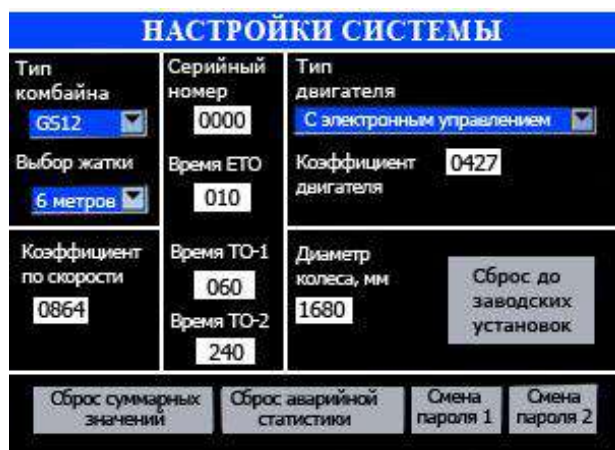 НАСТРОЙКИ СИСТЕМЫ
Тип
комбайна
GS12
Выбор жатки
6 метров
Серийный
номер
0000
Время ЕТО
010
Тип
двигателя
С электронным управлением
Коэффициент
двигателя
0427
Коэффициент
по скорости
0864
Время ТО-1
060
Время ТО-2
240
Диаметр
колеса, мм
1680
Сброс до
заводских
установок
Сброс суммарных
значений
Сброс аварийной
статистики
Смена
пароля 1
Смена
пароля 2